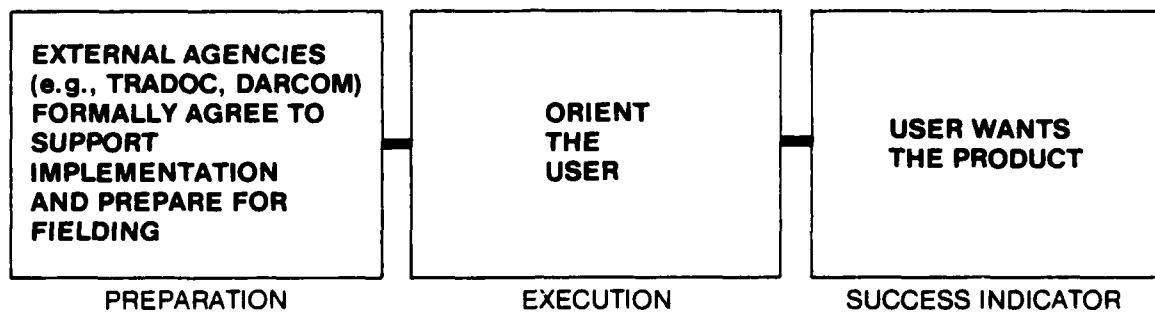 EXTERNAL AGENCIES
(e.g., TRADOC, DARCOM)
FORMALLY AGREE TO
SUPPORT
IMPLEMENTATION
AND PREPARE FOR
FIELDING
ORIENT
THE
USER
USER WANTS
THE PRODUCT
PREPARATION
EXECUTION
SUCCESS INDICATOR